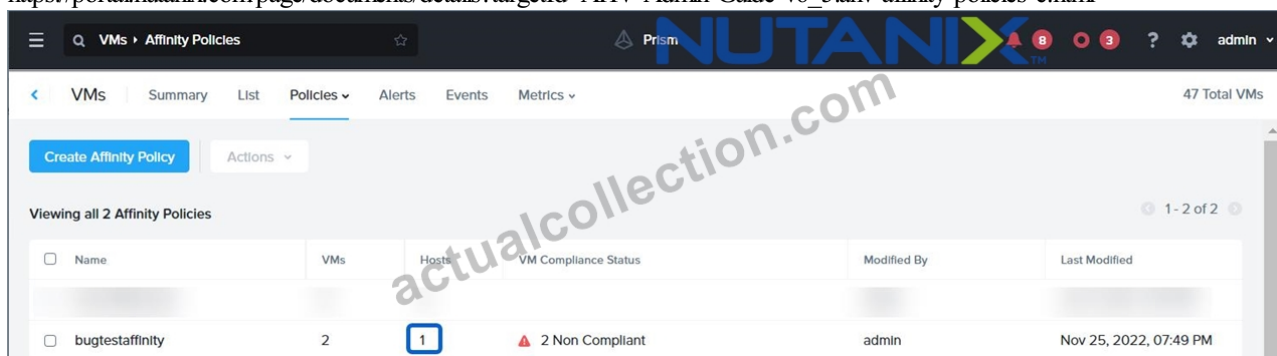 VMs › Affinity Policies
Prism
NUTANIX
TM
8
3
?
admin
VMs Summary List Policies Alerts Events Metrics
47 Total VMs
Create Affinity Policy Actions
Viewing all 2 Affinity Policies
1 - 2 of 2
Name VMs Hosts VM Compliance Status Modified By Last Modified
bugtestaffinity 2 1 2 Non Compliant admin Nov 25, 2022, 07:49 PM
actualcollection.com